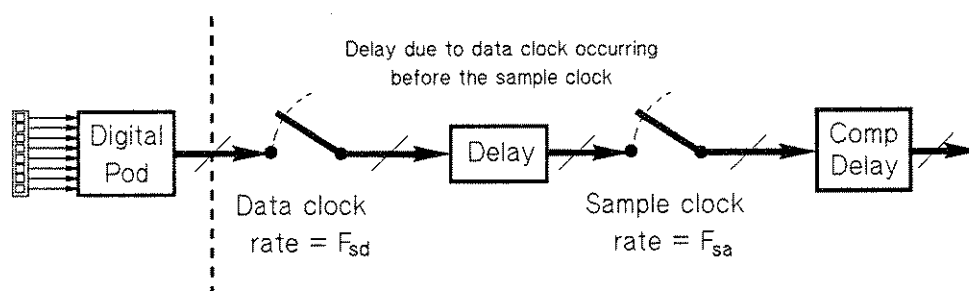 Delay due to data clock occurring
before the sample clock
Digital
Pod
Delay
Comp
Delay
Data clock
rate = Fsd
Sample clock
rate = Fsa